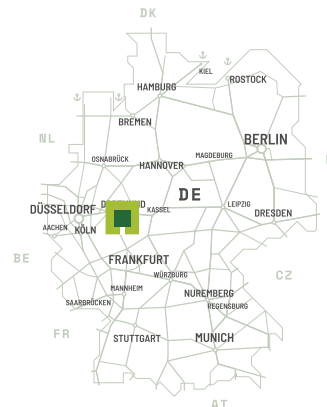 DK
KIEL
ROSTOCK
HAMBURG
BREMEN
NL
BERLIN
OSNABRÜCK
HANNOVER
MAGDEBURG
DE
DÜSSELDORF
KASSEL
LEIPZIG
DRESDEN
AACHEN
KÖLN
BE
FRANKFURT
WÜRZBURG
CZ
MANNHEIM
NUREMBERG
SAARBRÜCKEN
REGENSBURG
FR
STUTTGART
MUNICH
AT